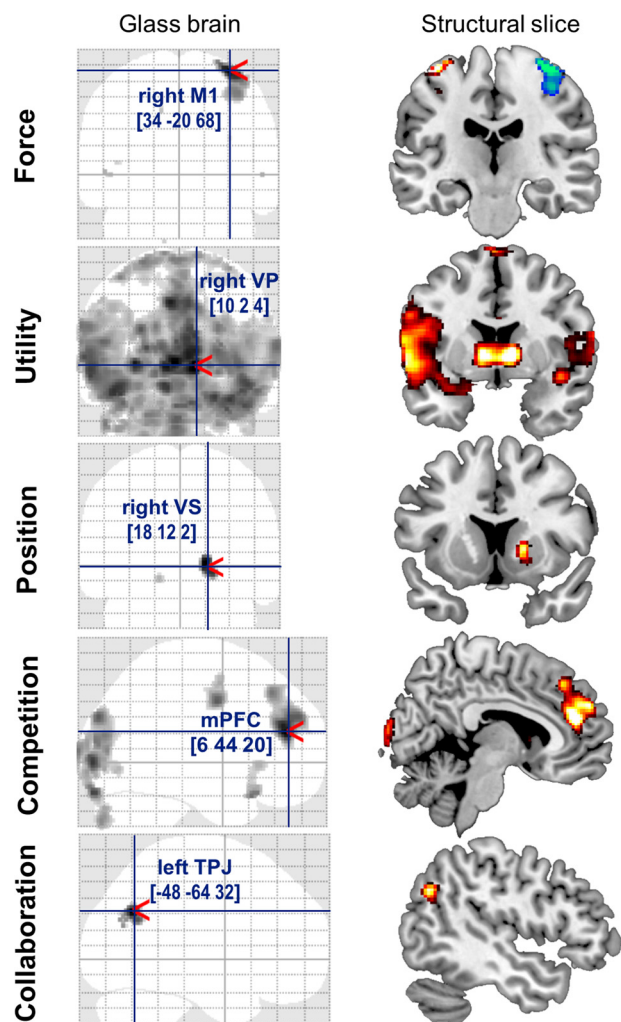 Glass brain
Structural slice
Force
right M1
[34 -20 68]
Utility
right VP
[10 2 4]
Position
right VS
[18 12 2]
Competition
mPFC
[6 44 20]
Collaboration
left TPJ
[-48 -64 32]